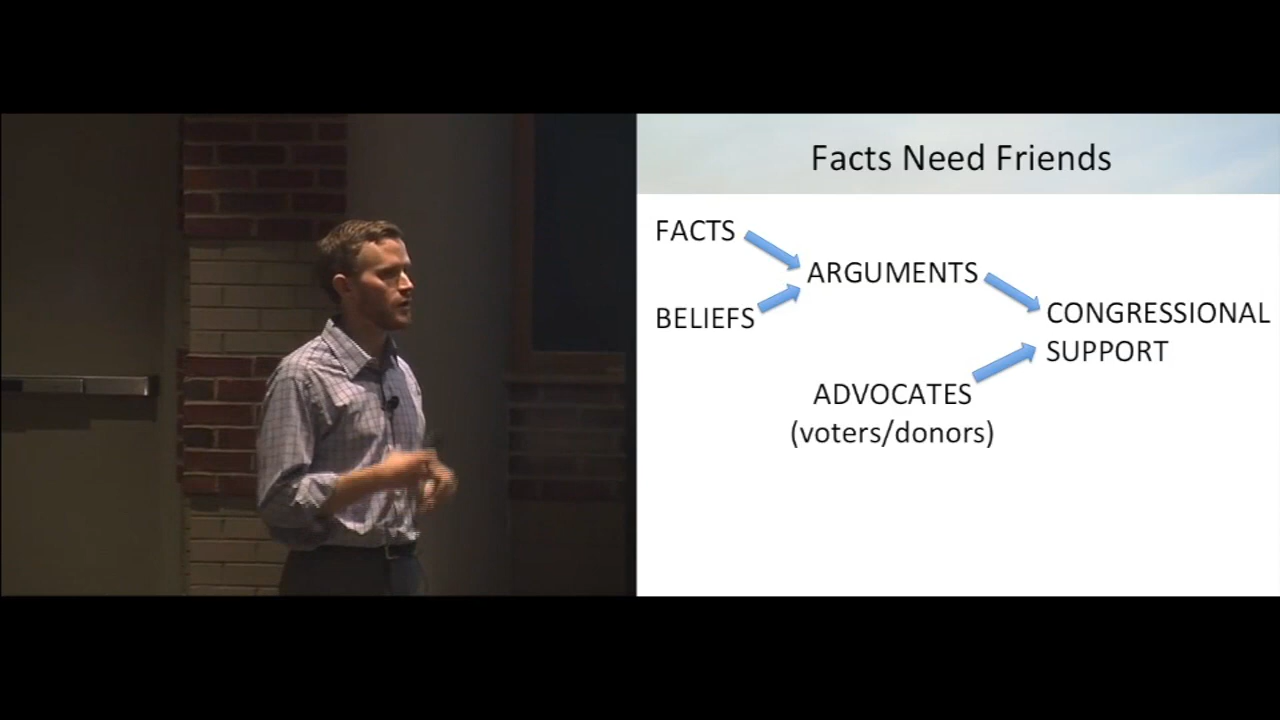 Facts Need Friends
FACTS
ARGUMENTS
BELIEFS
CONGRESSIONAL
SUPPORT
ADVOCATES
(voters/donors)